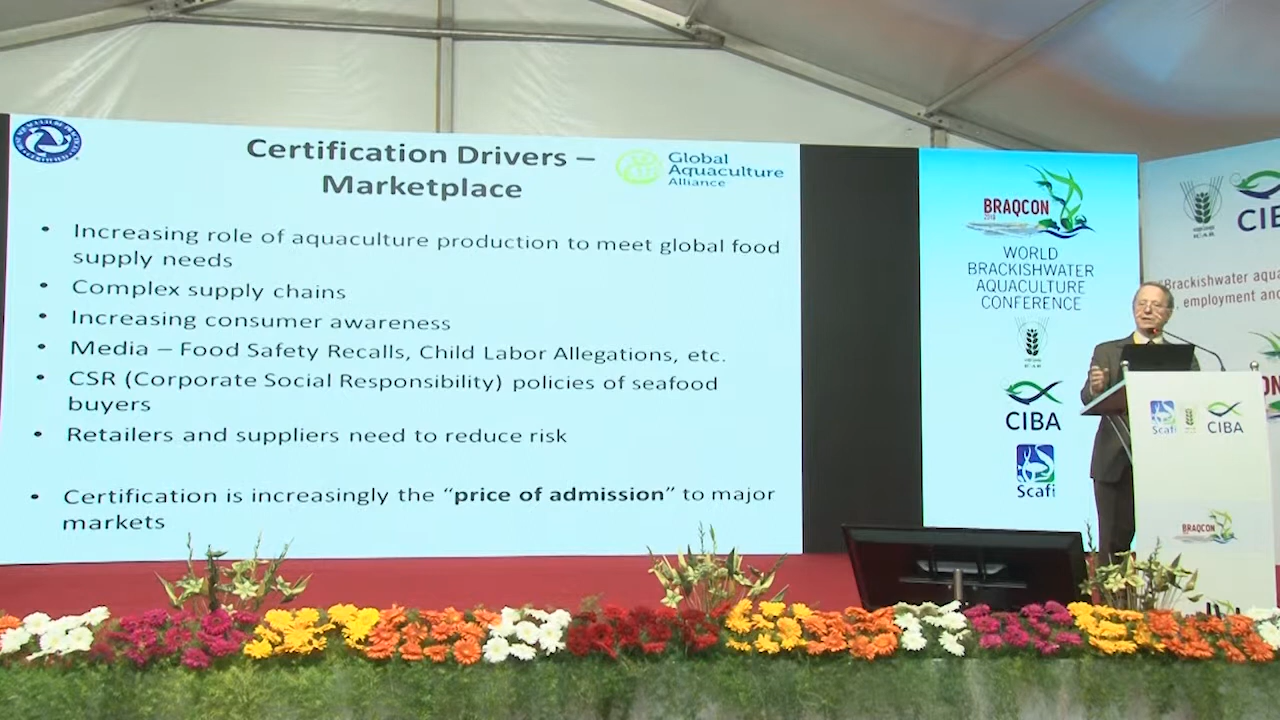 Certification Drivers –
Marketplace
Global
Aquaculture
Alliance
• Increasing role of aquaculture production to meet global food
supply needs
• Complex supply chains
• Increasing consumer awareness
• Media – Food Safety Recalls, Child Labor Allegations, etc.
• CSR (Corporate Social Responsibility) policies of seafood
buyers
• Retailers and suppliers need to reduce risk
• Certification is increasingly the “price of admission” to major
markets
BRAQCON
WORLD
BRACKISHWATER
AQUACULTURE
CONFERENCE
CIBA
Scafi
Brackishwater
employment and
Scafi
CIBA
BRAQCON